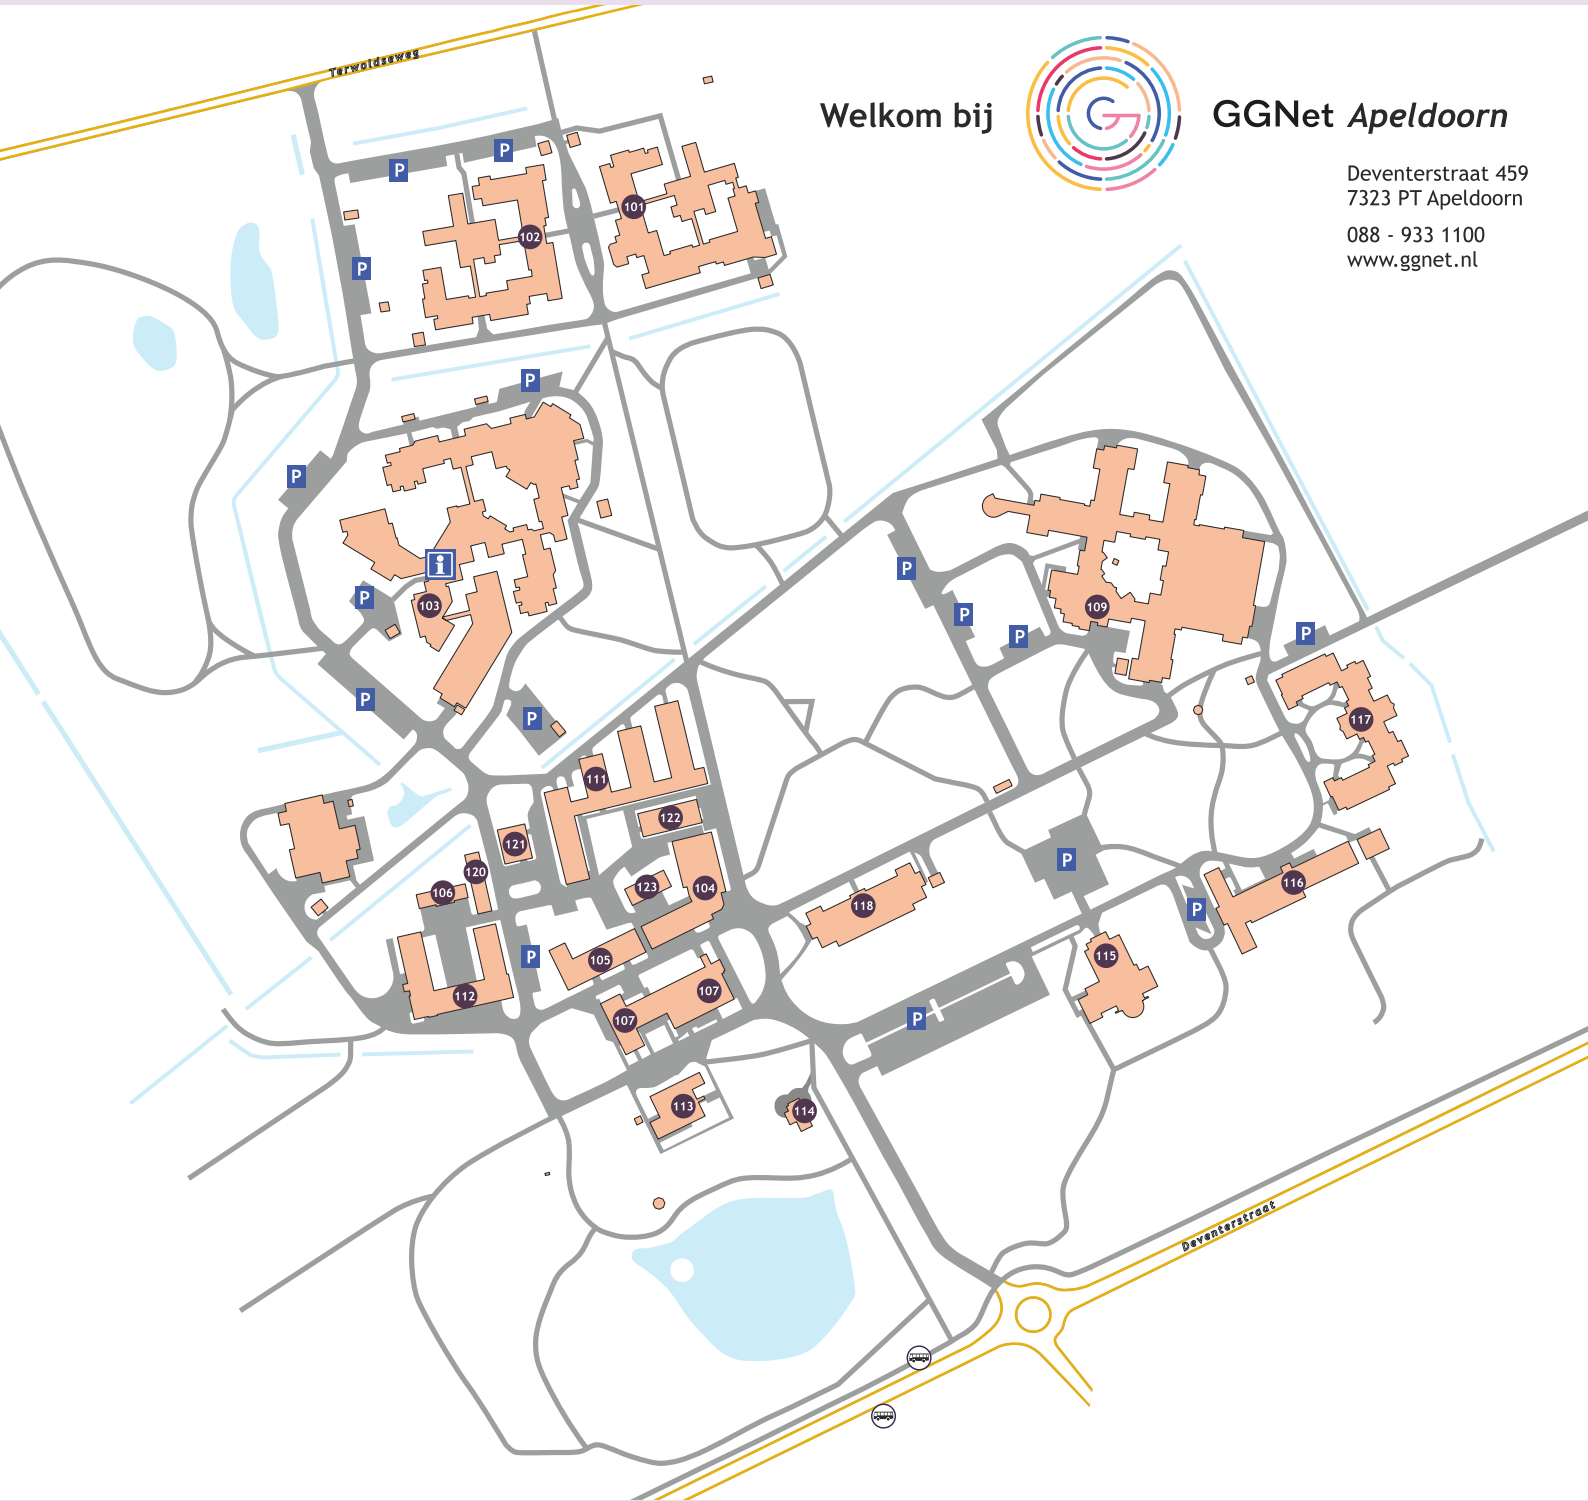 Terwoldseweg
Welkom bij
GGNet Apeldoorn
Deventerstraat 459
7323 PT Apeldoorn
088 - 933 1100
www.ggnet.nl
P
P
101
102
P
P
P
i
P
103
P
109
P
P
P
P
117
P
P
111
122
121
P
120
106
123
104
116
118
P
115
P
105
112
107
107
P
113
114
Deventerstraat